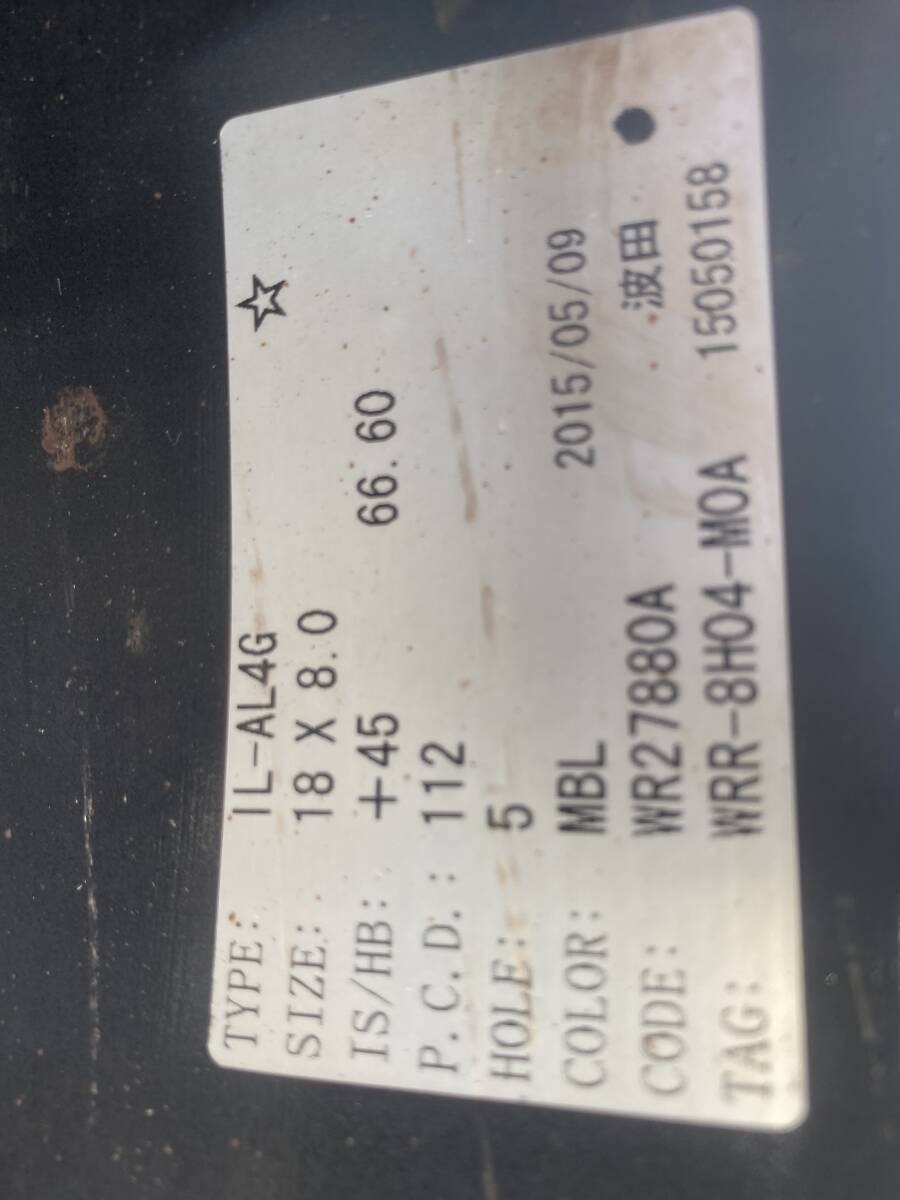 TYPE: IL-AL4G ☆
SIZE: 18 X 8.0
IS/HB: +45 66.60
P.C.D.: 112
HOLE: 5
COLOR: MBL 2015/05/09
CODE: WR27880A 波田 ●
TAG: WRR-8H04-M0A 15050158